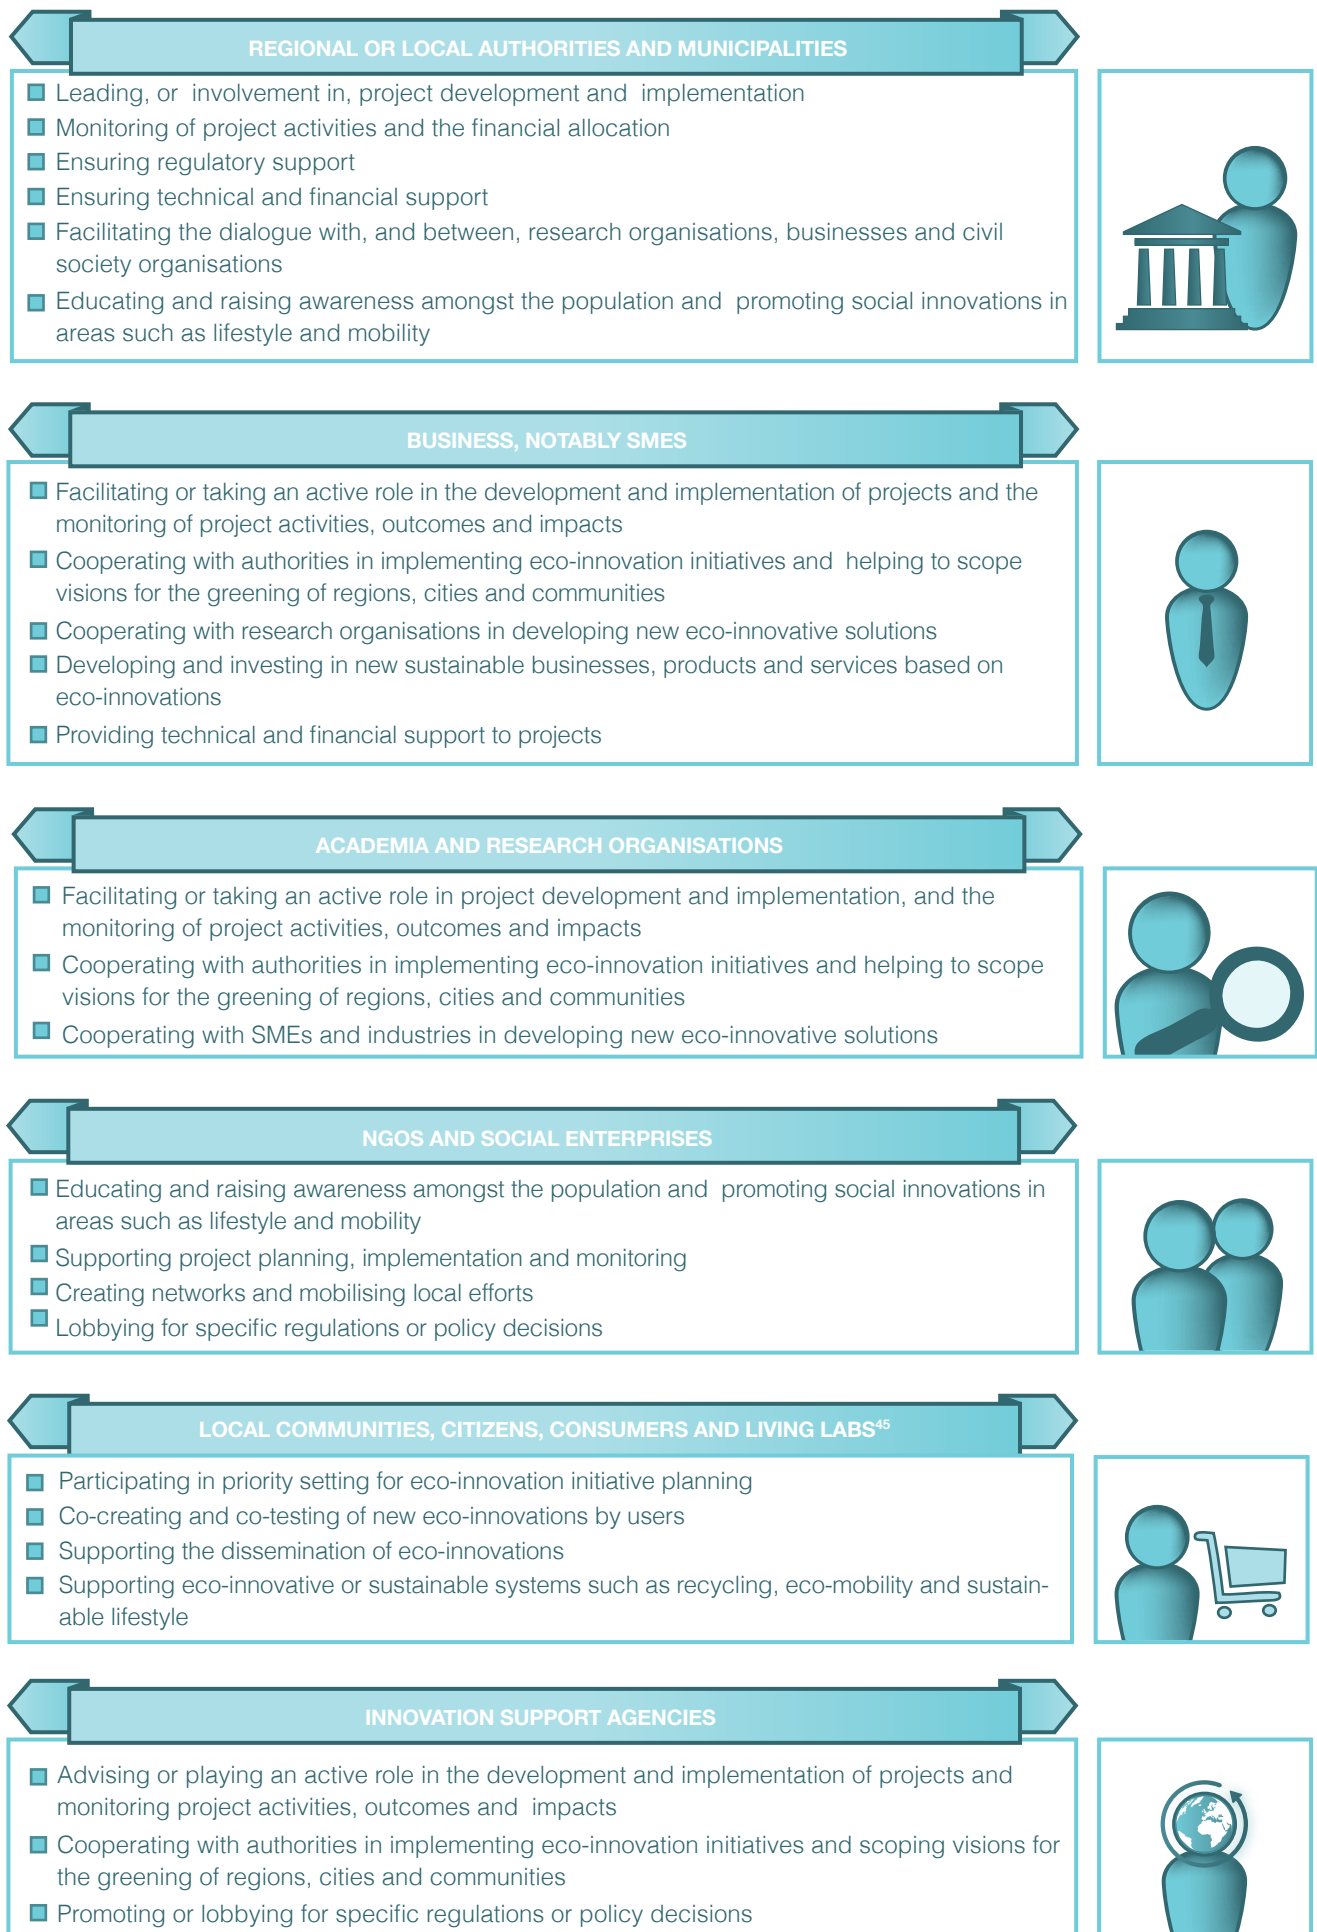 REGIONAL OR LOCAL AUTHORITIES AND MUNICIPALITIES
Leading, or involvement in, project development and implementation
Monitoring of project activities and the financial allocation
Ensuring regulatory support
Ensuring technical and financial support
Facilitating the dialogue with, and between, research organisations, businesses and civil
society organisations
Educating and raising awareness amongst the population and promoting social innovations in
areas such as lifestyle and mobility
BUSINESS, NOTABLY SMES
Facilitating or taking an active role in the development and implementation of projects and the
monitoring of project activities, outcomes and impacts
Cooperating with authorities in implementing eco-innovation initiatives and helping to scope
visions for the greening of regions, cities and communities
Cooperating with research organisations in developing new eco-innovative solutions
Developing and investing in new sustainable businesses, products and services based on
eco-innovations
Providing technical and financial support to projects
ACADEMIA AND RESEARCH ORGANISATIONS
Facilitating or taking an active role in project development and implementation, and the
monitoring of project activities, outcomes and impacts
Cooperating with authorities in implementing eco-innovation initiatives and helping to scope
visions for the greening of regions, cities and communities
Cooperating with SMEs and industries in developing new eco-innovative solutions
NGOS AND SOCIAL ENTERPRISES
Educating and raising awareness amongst the population and promoting social innovations in
areas such as lifestyle and mobility
Supporting project planning, implementation and monitoring
Creating networks and mobilising local efforts
Lobbying for specific regulations or policy decisions
LOCAL COMMUNITIES, CITIZENS, CONSUMERS AND LIVING LABS45
Participating in priority setting for eco-innovation initiative planning
Co-creating and co-testing of new eco-innovations by users
Supporting the dissemination of eco-innovations
Supporting eco-innovative or sustainable systems such as recycling, eco-mobility and sustain-
able lifestyle
INNOVATION SUPPORT AGENCIES
Advising or playing an active role in the development and implementation of projects and
monitoring project activities, outcomes and impacts
Cooperating with authorities in implementing eco-innovation initiatives and scoping visions for
the greening of regions, cities and communities
Promoting or lobbying for specific regulations or policy decisions